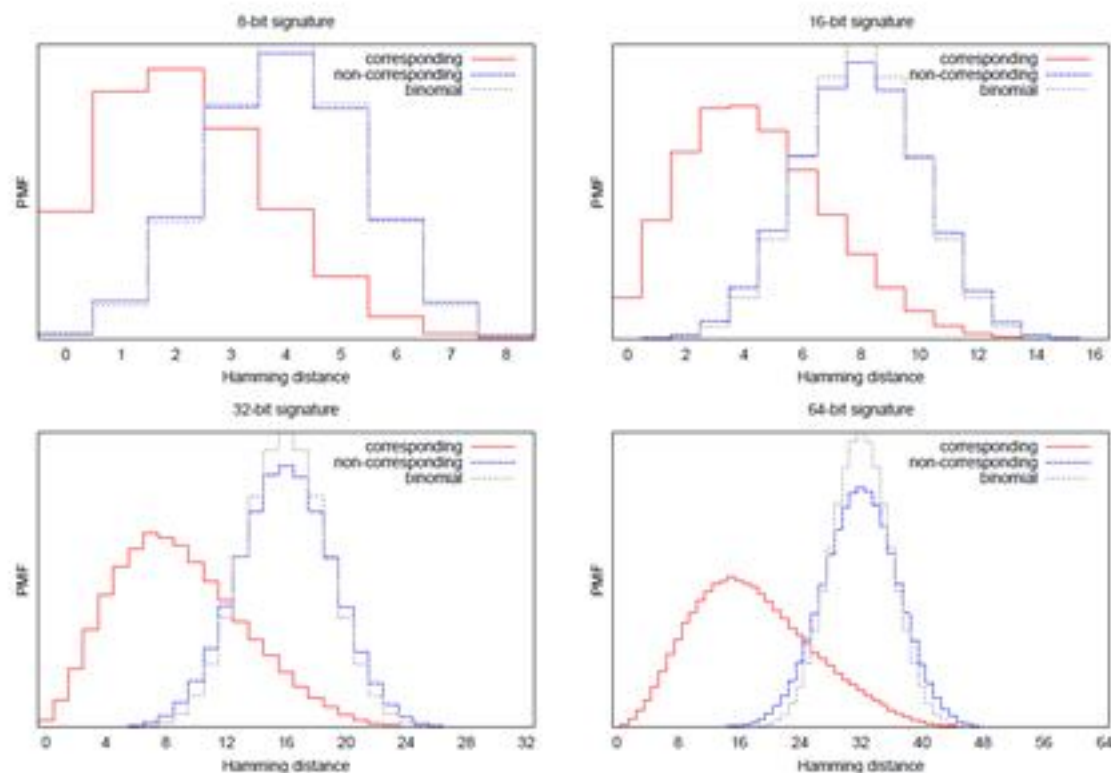 8-bit signature
corresponding
non-corresponding
binomial
PMF
0 1 2 3 4 5 6 7 8
Hamming distance
16-bit signature
corresponding
non-corresponding
binomial
PMF
0 2 4 6 8 10 12 14 16
Hamming distance
32-bit signature
corresponding
non-corresponding
binomial
PMF
0 4 8 12 16 20 24 28 32
Hamming distance
64-bit signature
corresponding
non-corresponding
binomial
PMF
0 8 16 24 32 40 48 56 64
Hamming distance